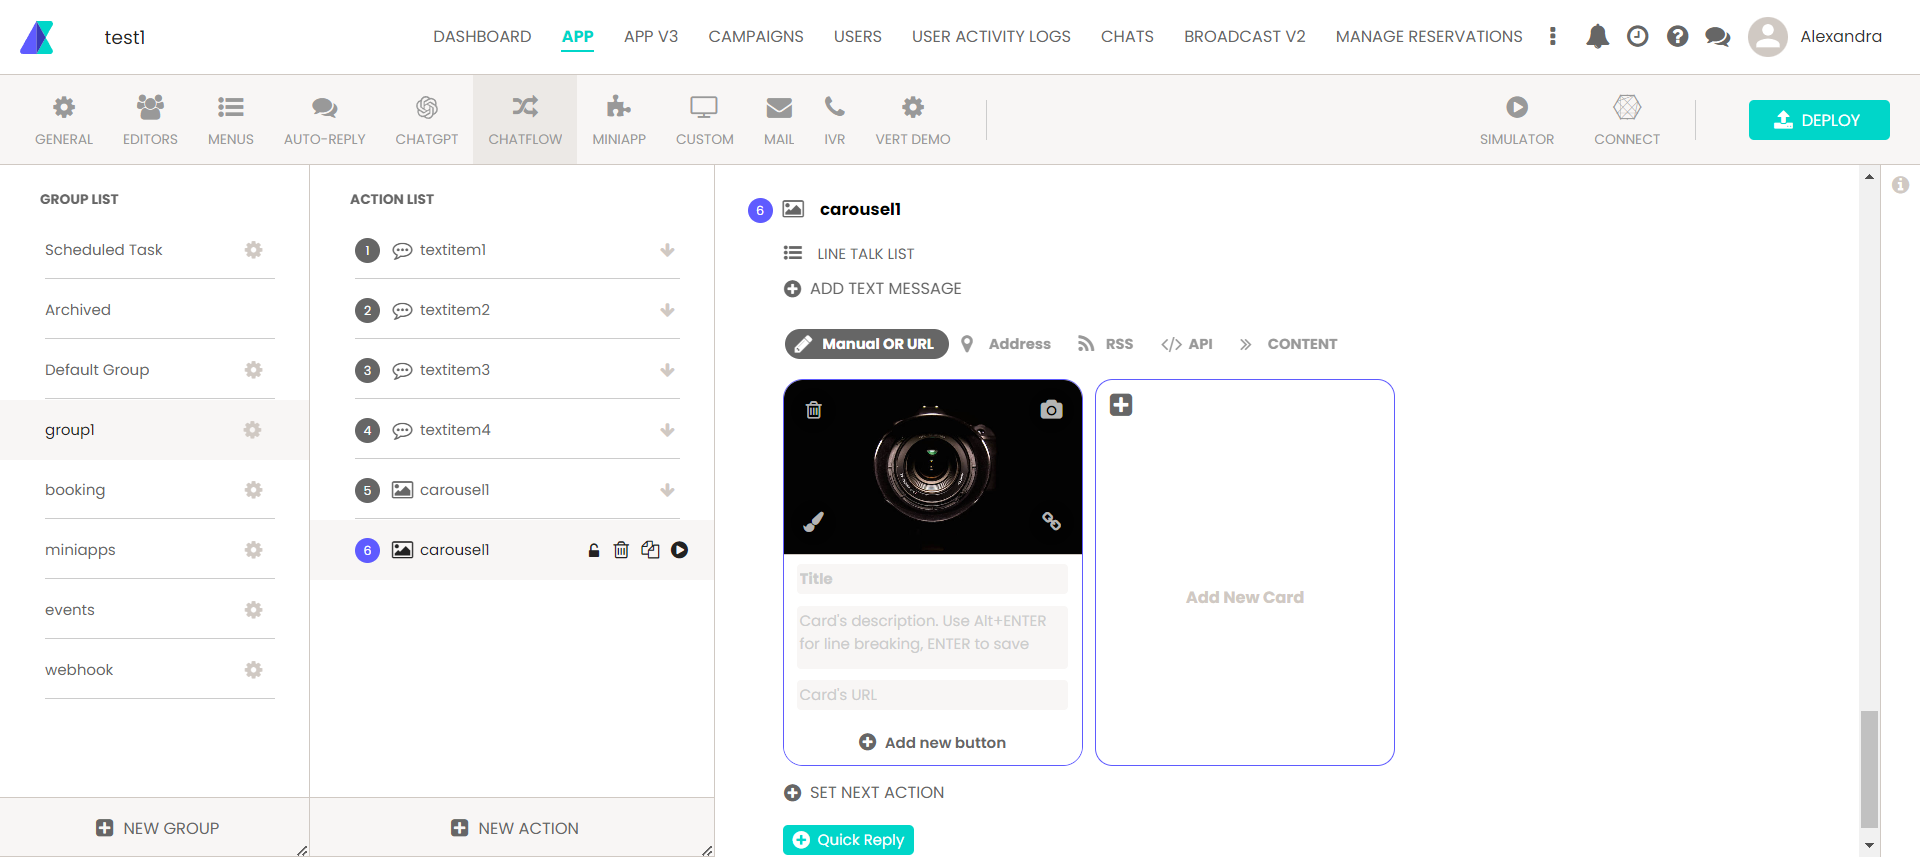 test1
DASHBOARD APP APP V3 CAMPAIGNS USERS USER ACTIVITY LOGS CHATS BROADCAST V2 MANAGE RESERVATIONS Alexandra
GENERAL EDITORS MENUS AUTO-REPLY CHATGPT CHATFLOW MINIAPP CUSTOM MAIL IVR VERT DEMO SIMULATOR CONNECT DEPLOY
GROUP LIST
Scheduled Task
Archived
Default Group
group1
booking
miniapps
events
webhook
NEW GROUP
ACTION LIST
1 textitem1
2 textitem2
3 textitem3
4 textitem4
5 carousel1
6 carousel1
NEW ACTION
6 carousel1
LINE TALK LIST
ADD TEXT MESSAGE
Manual OR URL Address RSS API CONTENT
Title
Card's description. Use Alt+ENTER
for line breaking, ENTER to save
Card's URL
Add new button
Add New Card
SET NEXT ACTION
Quick Reply